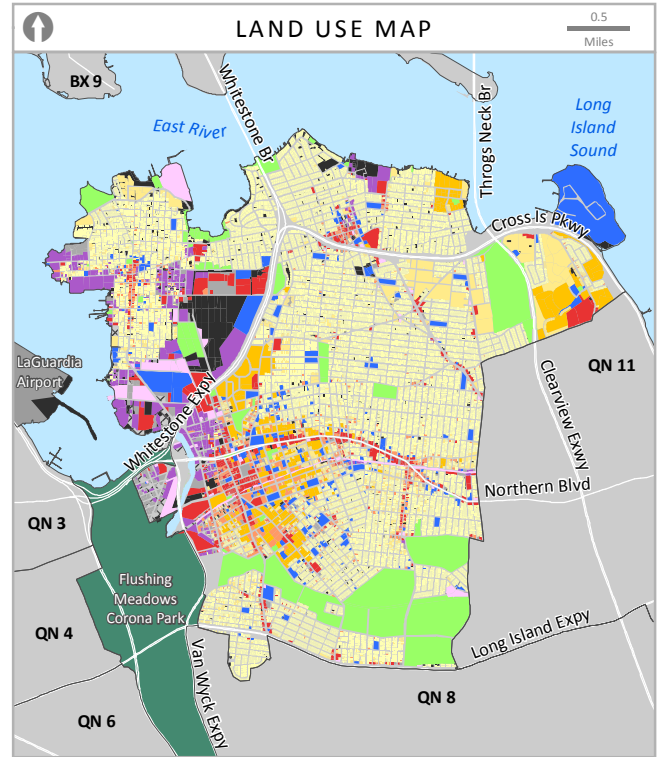 LAND USE MAP
0.5
Miles
BX 9
Whitestone Br
East River
Throgs Neck Br
Long
Island
Sound
Cross Is Pkwy
LaGuardia
Airport
QN 11
Whitestone Expy
Clearview Exwy
Northern Blvd
QN 3
Flushing
Meadows
Corona Park
QN 4
Long Island Expy
Van Wyck Expy
QN 8
QN 6